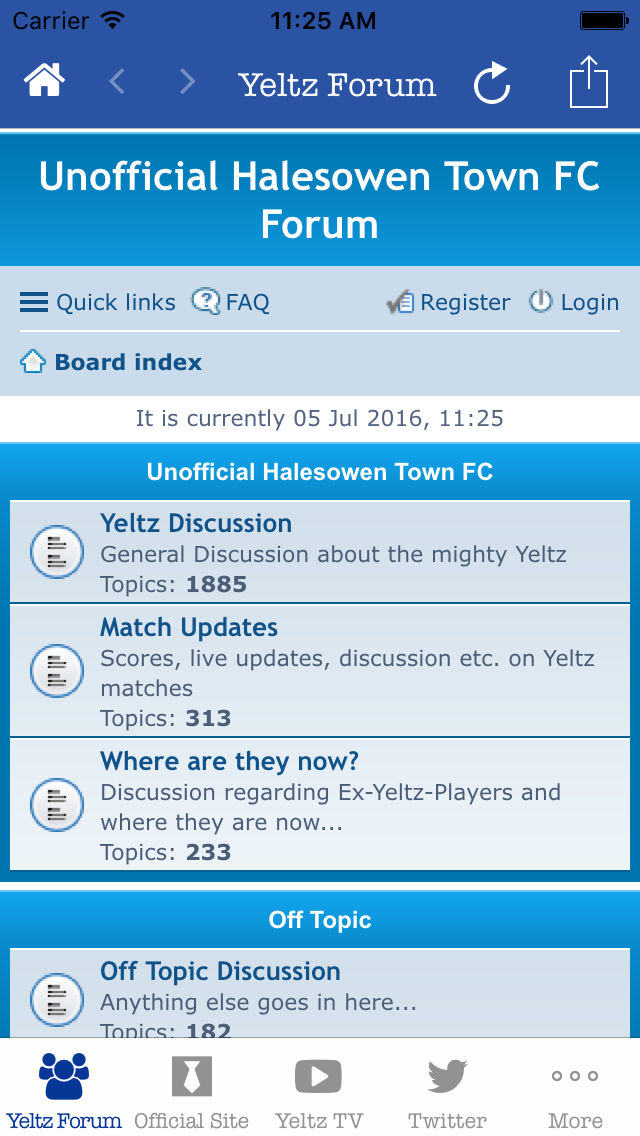 Carrier 11:25 AM
Yeltz Forum
Unofficial Halesowen Town FC
Forum
Quick links FAQ Register Login
Board index
It is currently 05 Jul 2016, 11:25
Unofficial Halesowen Town FC
Yeltz Discussion
General Discussion about the mighty Yeltz
Topics: 1885
Match Updates
Scores, live updates, discussion etc. on Yeltz
matches
Topics: 313
Where are they now?
Discussion regarding Ex-Yeltz-Players and
where they are now...
Topics: 233
Off Topic
Off Topic Discussion
Anything else goes in here...
Topics: 182
Yeltz Forum Official Site Yeltz TV Twitter More